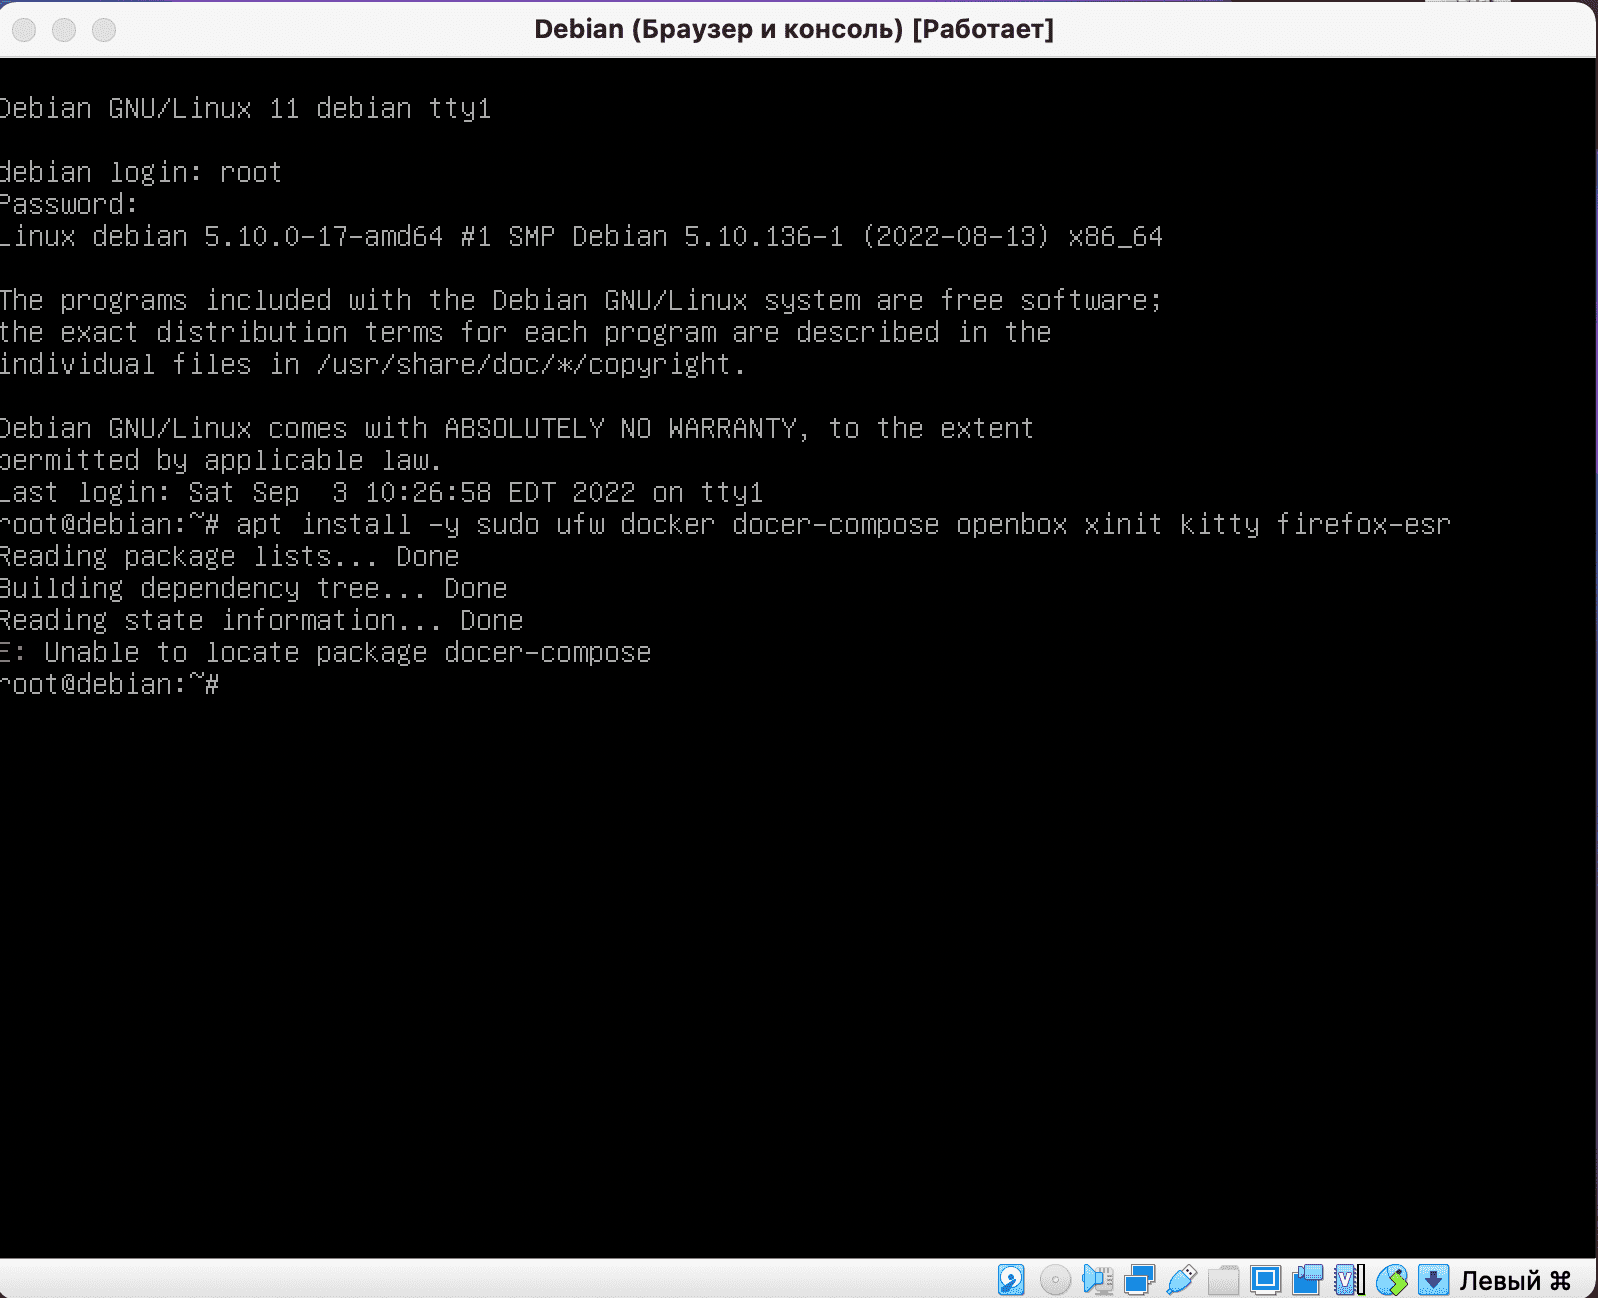 Debian (Браузер и консоль) [Работает]
Debian GNU/Linux 11 debian tty1
debian login: root
Password:
Linux debian 5.10.0-17-amd64 #1 SMP Debian 5.10.136-1 (2022-08-13) x86_64
The programs included with the Debian GNU/Linux system are free software;
the exact distribution terms for each program are described in the
individual files in /usr/share/doc/*/copyright.
Debian GNU/Linux comes with ABSOLUTELY NO WARRANTY, to the extent
permitted by applicable law.
Last login: Sat Sep  3 10:26:58 EDT 2022 on tty1
root@debian:~# apt install -y sudo ufw docker docer-compose openbox xinit kitty firefox-esr
Reading package lists... Done
Building dependency tree... Done
Reading state information... Done
E: Unable to locate package docer-compose
root@debian:~#
Левый ⌘